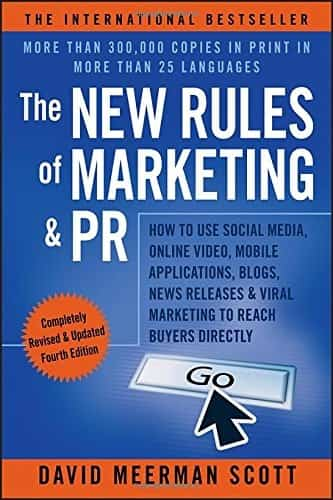 THE INTERNATIONAL BESTSELLER
MORE THAN 300,000 COPIES IN PRINT IN
MORE THAN 25 LANGUAGES
The NEW RULES
of MARKETING
& PR
HOW TO USE SOCIAL MEDIA,
ONLINE VIDEO, MOBILE
APPLICATIONS, BLOGS,
NEWS RELEASES & VIRAL
MARKETING TO REACH
BUYERS DIRECTLY
Completely
Revised & Updated
Fourth Edition
GO
DAVID MEERMAN SCOTT